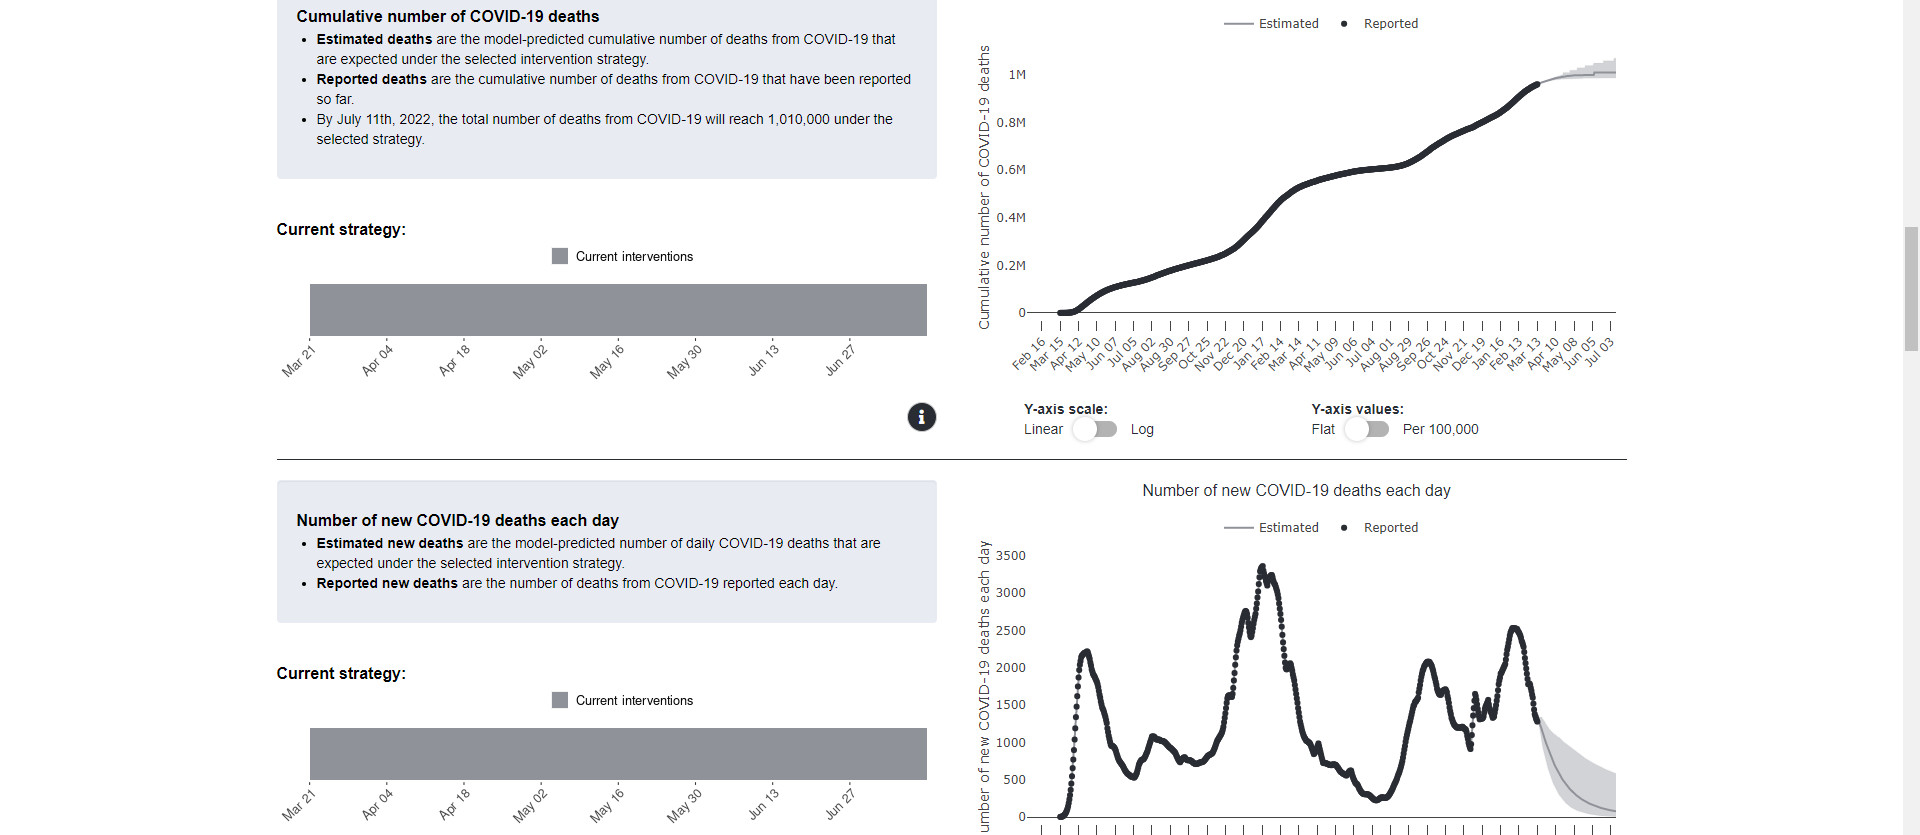 Cumulative number of COVID-19 deaths
Estimated deaths are the model-predicted cumulative number of deaths from COVID-19 that
are expected under the selected intervention strategy.
Reported deaths are the cumulative number of deaths from COVID-19 that have been reported
so far.
By July 11th, 2022, the total number of deaths from COVID-19 will reach 1,010,000 under the
selected strategy.
Current strategy:
Current interventions
Mar 21
Apr 04
Apr 18
May 02
May 16
May 30
Jun 13
Jun 27
Estimated
Reported
Cumulative number of COVID-19 deaths
1M
0.8M
0.6M
0.4M
0.2M
0
Feb 16
Mar 15
Apr 12
May 10
Jun 07
Jul 05
Aug 02
Aug 30
Sep 27
Oct 25
Nov 22
Dec 20
Jan 17
Feb 14
Mar 14
Apr 11
May 09
Jun 06
Jul 04
Aug 01
Aug 29
Sep 26
Oct 24
Nov 21
Dec 19
Jan 16
Feb 13
Mar 13
Apr 10
May 08
Jun 05
Jul 03
Y-axis scale:
Linear
Log
Y-axis values:
Flat
Per 100,000
Number of new COVID-19 deaths each day
Estimated new deaths are the model-predicted number of daily COVID-19 deaths that are
expected under the selected intervention strategy.
Reported new deaths are the number of deaths from COVID-19 reported each day.
Current strategy:
Current interventions
Mar 21
Apr 04
Apr 18
May 02
May 16
May 30
Jun 13
Jun 27
Number of new COVID-19 deaths each day
Estimated
Reported
umber of new COVID-19 deaths each day
3500
3000
2500
2000
1500
1000
500
0